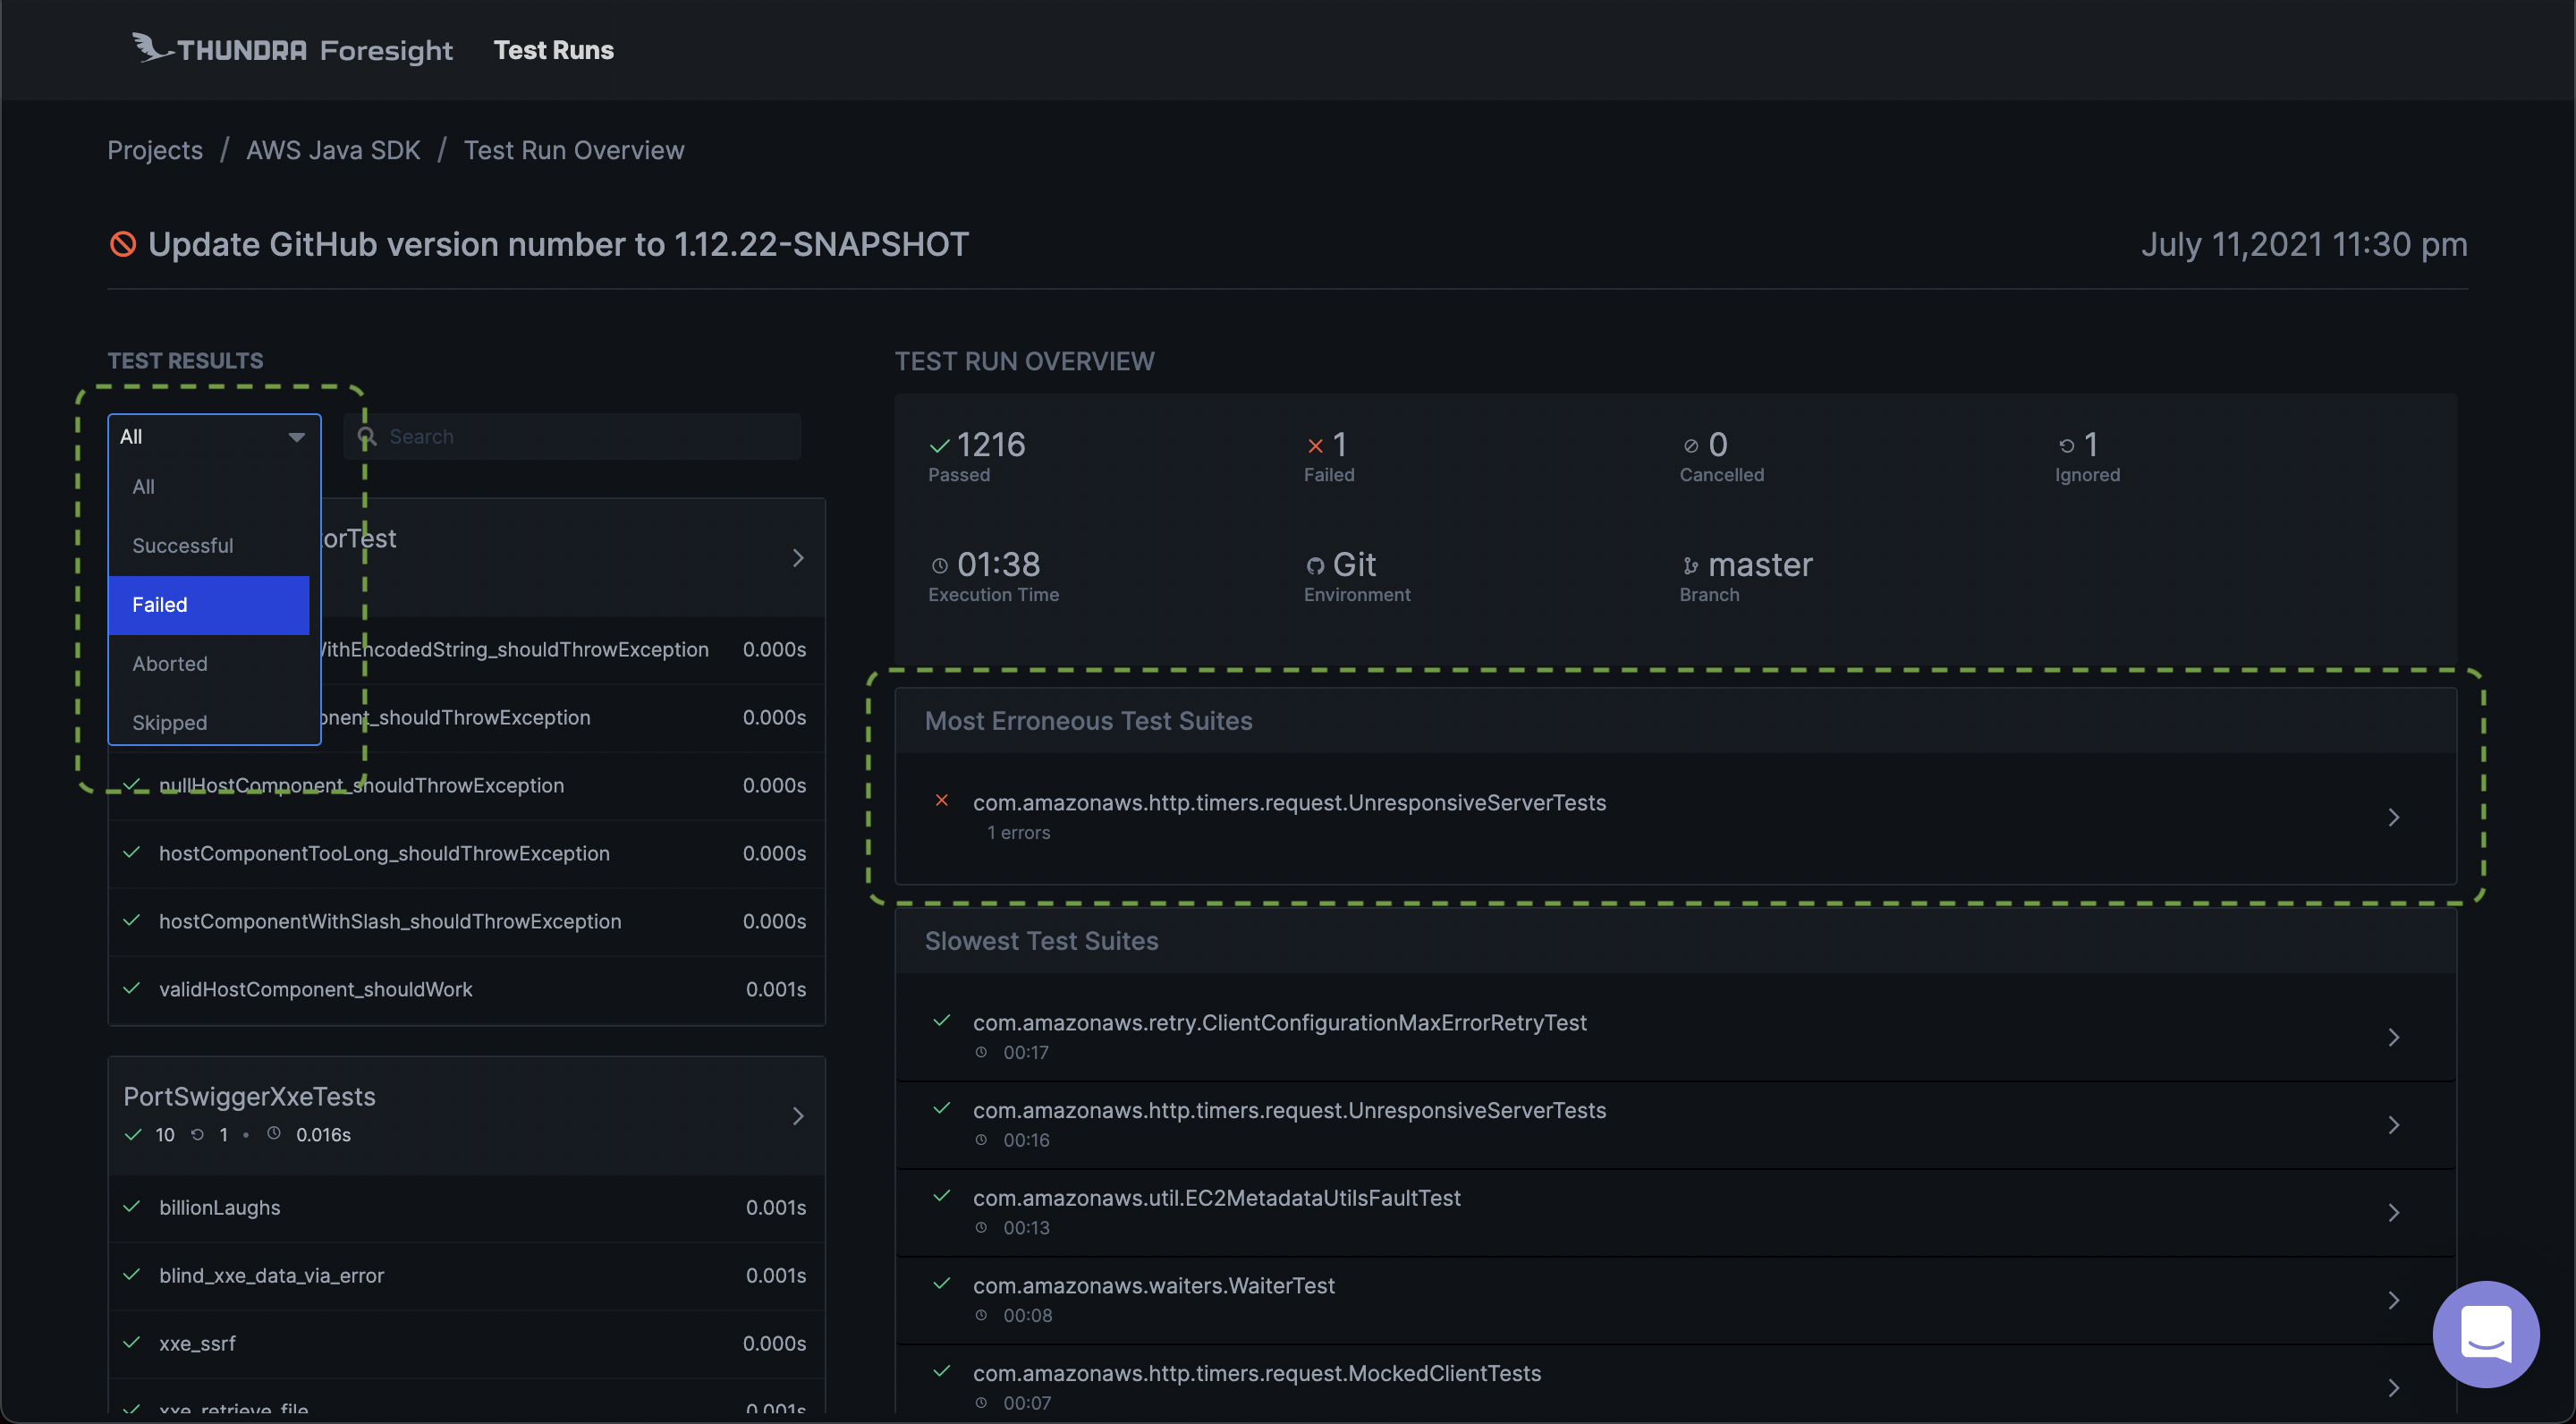 THUNDRA Foresight
Test Runs
Projects / AWS Java SDK / Test Run Overview
Update GitHub version number to 1.12.22-SNAPSHOT
July 11,2021 11:30 pm
TEST RESULTS
All
Search
All
Successful
Failed
Aborted
Skipped
orTest
ithEncodedString_shouldThrowException 0.000s
onent_shouldThrowException 0.000s
nullHostComponent_shouldThrowException 0.000s
hostComponentTooLong_shouldThrowException 0.000s
hostComponentWithSlash_shouldThrowException 0.000s
validHostComponent_shouldWork 0.001s
PortSwiggerXxeTests
10 1 • 0.016s
billionLaughs 0.001s
blind_xxe_data_via_error 0.001s
xxe_ssrf 0.000s
xxe_retrieve_file 0.001s
TEST RUN OVERVIEW
1216
Passed
1
Failed
0
Cancelled
1
Ignored
01:38
Execution Time
Git
Environment
master
Branch
Most Erroneous Test Suites
com.amazonaws.http.timers.request.UnresponsiveServerTests
1 errors
Slowest Test Suites
com.amazonaws.retry.ClientConfigurationMaxErrorRetryTest
00:17
com.amazonaws.http.timers.request.UnresponsiveServerTests
00:16
com.amazonaws.util.EC2MetadataUtilsFaultTest
00:13
com.amazonaws.waiters.WaiterTest
00:08
com.amazonaws.http.timers.request.MockedClientTests
00:07